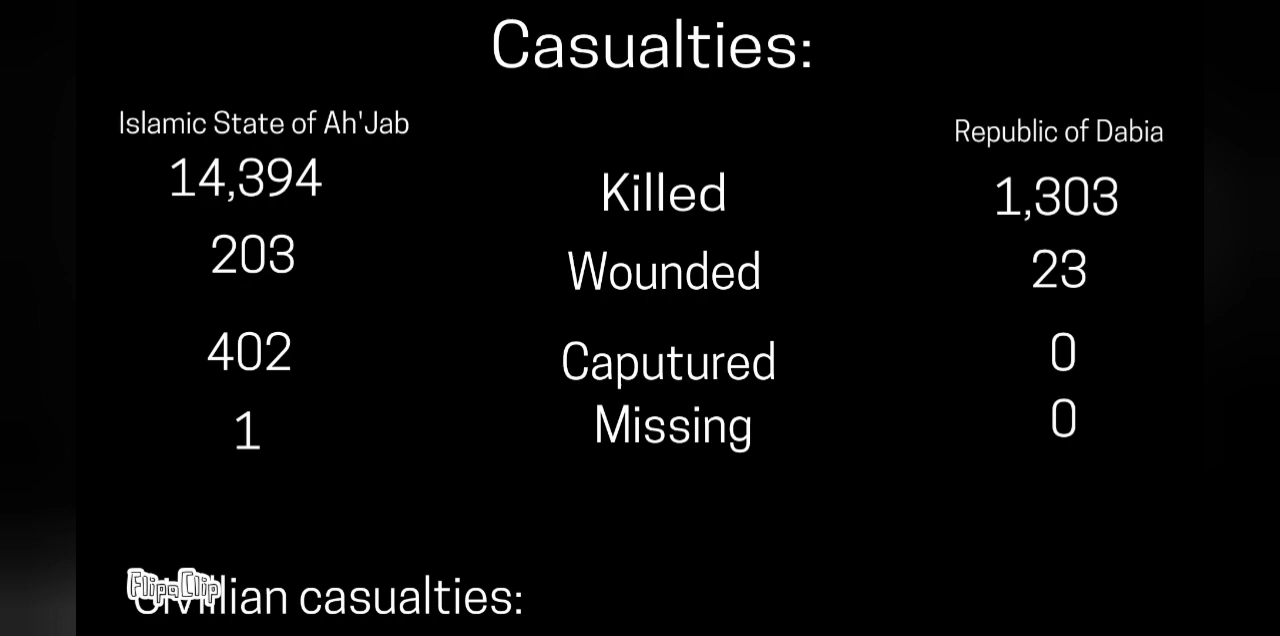 Casualties:
Islamic State of Ah'Jab
Republic of Dabia
14,394 Killed 1,303
203 Wounded 23
402 Caputured 0
1 Missing 0
FlipaClip
Civilian casualties: